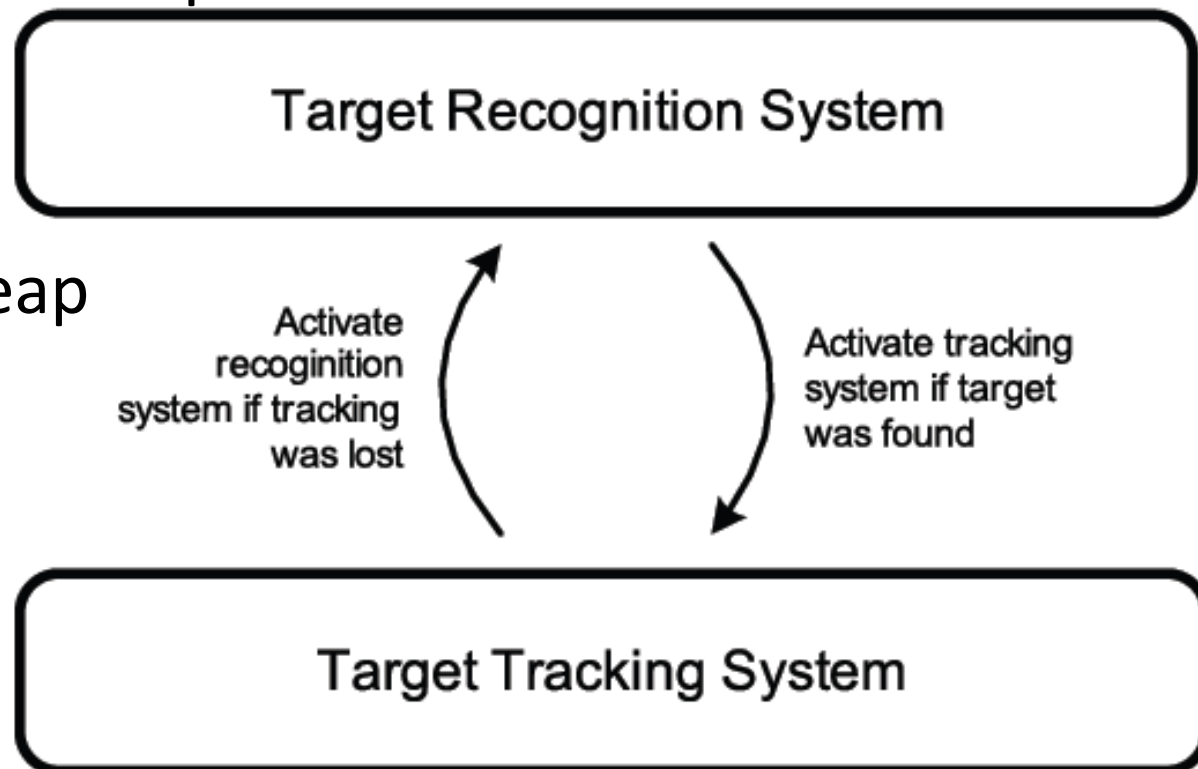 Target Recognition System
eap
Activate
recoginition
system if tracking
was lost
Activate tracking
system if target
was found
Target Tracking System